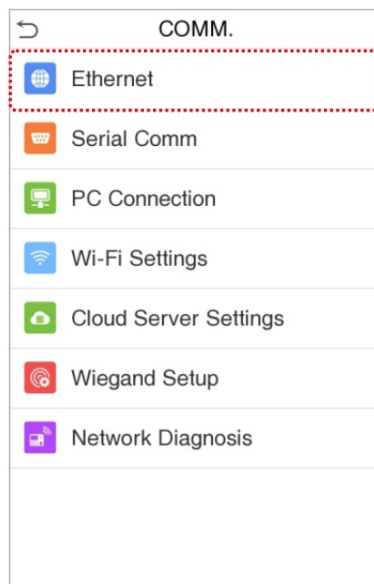 COMM.
Ethernet
Serial Comm
PC Connection
Wi-Fi Settings
Cloud Server Settings
Wiegand Setup
Network Diagnosis